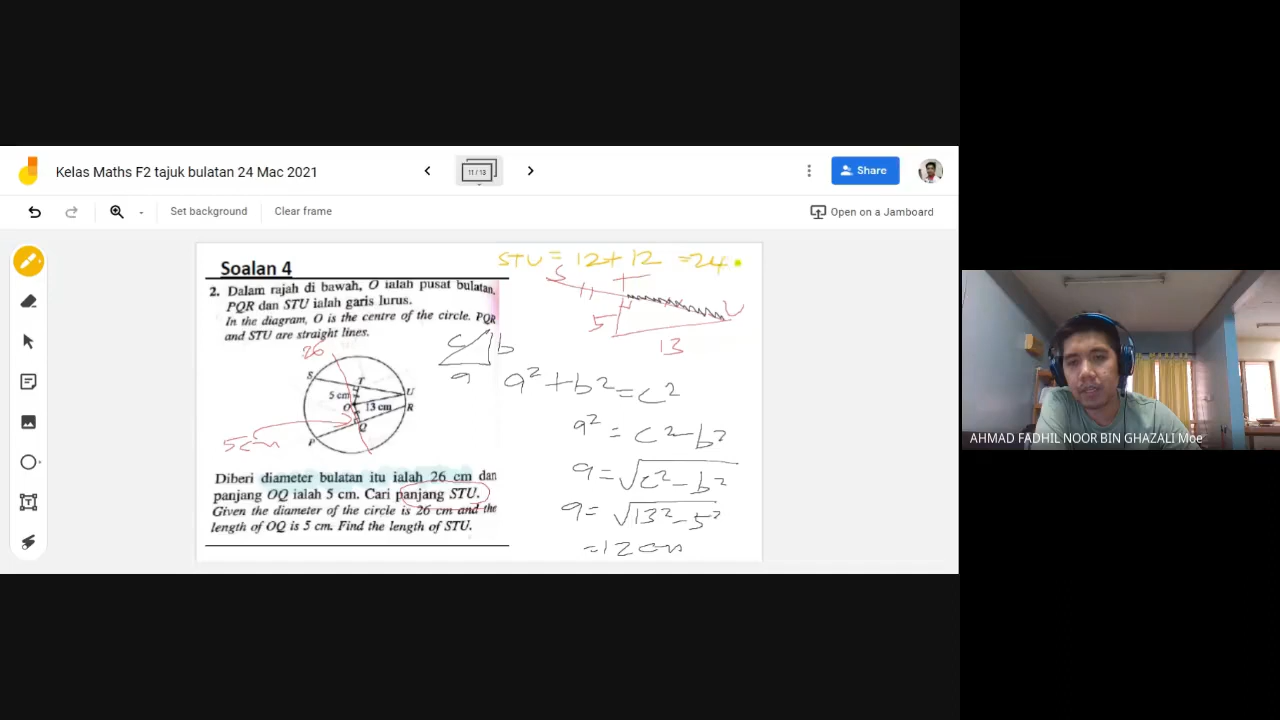 Kelas Maths F2 tajuk bulatan 24 Mac 2021
11 / 13
Share
Set background
Clear frame
Open on a Jamboard
Soalan 4
2. Dalam rajah di bawah, O ialah pusat bulatan.
PQR dan STU ialah garis lurus.
In the diagram, O is the centre of the circle. PQR
and STU are straight lines.
26
S
T
U
5 cm
O
13 cm
R
P
Q
5cm
Diberi diameter bulatan itu ialah 26 cm dan
panjang OQ ialah 5 cm. Cari panjang STU.
Given the diameter of the circle is 26 cm and the
length of OQ is 5 cm. Find the length of STU.
STU = 12 + 12 = 24
S
T
U
5
13
c
b
a
a² + b² = c²
a² = c² - b²
a = √c² - b²
a = √13² - 5²
= 12 cm
AHMAD FADHIL NOOR BIN GHAZALI Moe